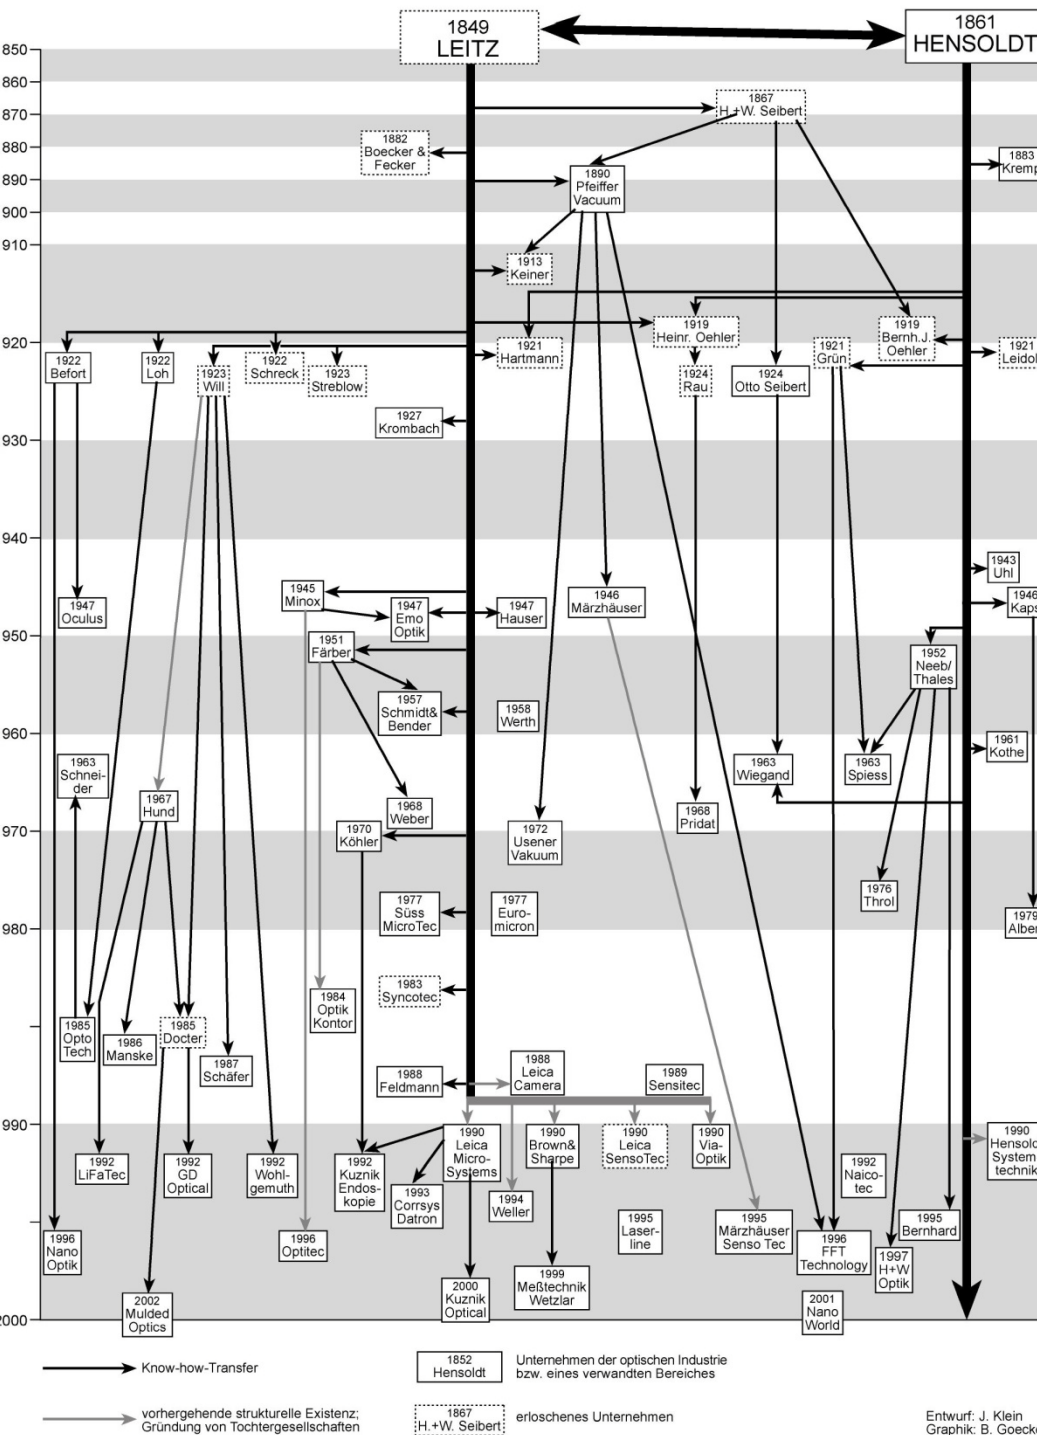 1849
LEITZ
1861
HENSOLDT
850
860
870
880
890
900
910
920
930
940
950
960
970
980
990
2000
1867
H.+W. Seibert
1882
Boecker &
Fecker
1883
Kremp
1890
Pfeiffer
Vacuum
1913
Keiner
1919
Heinr. Oehler
1919
Bernh.J.
Oehler
1922
Befort
1922
Loh
1923
Will
1922
Schreck
1923
Streblow
1921
Hartmann
1924
Rau
1924
Otto Seibert
1921
Grün
1921
Leidol
1927
Krombach
1943
Uhl
1947
Oculus
1945
Minox
1947
Emo
Optik
1947
Hauser
1946
Märzhäuser
1946
Kaps
1951
Färber
1952
Neeb/
Thales
1957
Schmidt&
Bender
1958
Werth
1961
Kothe
1963
Schnei-
der
1963
Wiegand
1963
Spiess
1967
Hund
1968
Weber
1968
Pridat
1970
Köhler
1972
Usener
Vakuum
1976
Throl
1977
Süss
MicroTec
1977
Euro-
micron
1979
Alber
1983
Syncotec
1984
Optik
Kontor
1985
Opto
Tech
1986
Manske
1985
Docter
1987
Schäfer
1988
Feldmann
1988
Leica
Camera
1989
Sensitec
1990
Leica
Micro-
Systems
1990
Brown&
Sharpe
1990
Leica
SensoTec
1990
Via-
Optik
1990
Hensold
System-
technik
1992
LiFaTec
1992
GD
Optical
1992
Wohl-
gemuth
1992
Kuznik
Endos-
kopie
1993
Corrsys
Datron
1994
Weller
1992
Naico-
tec
1995
Laser-
line
1995
Märzhäuser
Senso Tec
1995
Bernhard
1996
Nano
Optik
1996
Optitec
1996
FFT
Technology
1997
H+W
Optik
1999
Meßtechnik
Wetzlar
2000
Kuznik
Optical
2001
Nano
World
2002
Mulded
Optics
Know-how-Transfer
1852
Hensoldt
Unternehmen der optischen Industrie
bzw. eines verwandten Bereiches
vorhergehende strukturelle Existenz;
Gründung von Tochtergesellschaften
1867
H.+W. Seibert
erloschenes Unternehmen
Entwurf: J. Klein
Graphik: B. Goecke